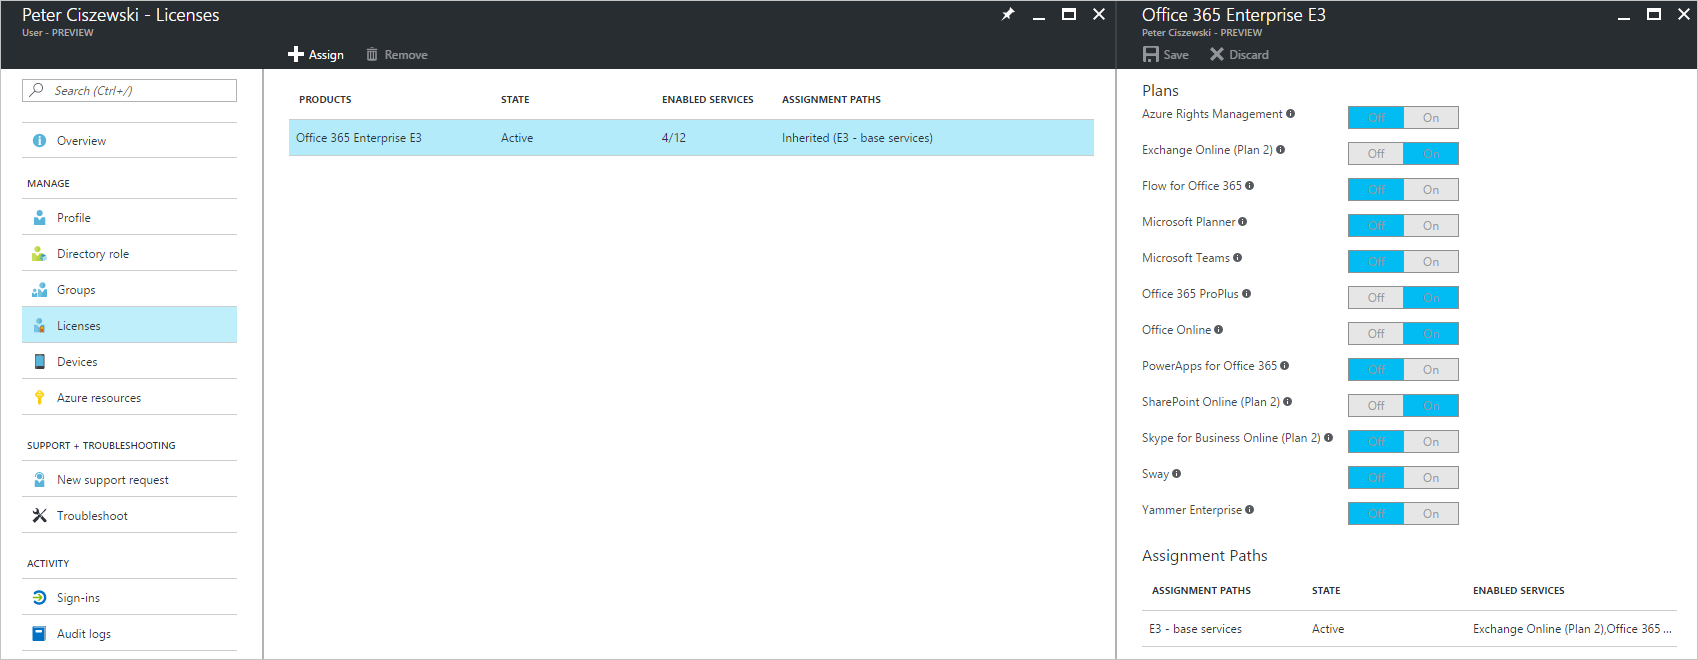 Peter Ciszewski - Licenses
User - PREVIEW
Assign
Remove
Search (Ctrl+/)
Overview
MANAGE
Profile
Directory role
Groups
Licenses
Devices
Azure resources
SUPPORT + TROUBLESHOOTING
New support request
Troubleshoot
ACTIVITY
Sign-ins
Audit logs
PRODUCTS STATE ENABLED SERVICES ASSIGNMENT PATHS
Office 365 Enterprise E3 Active 4/12 Inherited (E3 - base services)
Office 365 Enterprise E3
Peter Ciszewski - PREVIEW
Save
Discard
Plans
Azure Rights Management Off On
Exchange Online (Plan 2) Off On
Flow for Office 365 Off On
Microsoft Planner Off On
Microsoft Teams Off On
Office 365 ProPlus Off On
Office Online Off On
PowerApps for Office 365 Off On
SharePoint Online (Plan 2) Off On
Skype for Business Online (Plan 2) Off On
Sway Off On
Yammer Enterprise Off On
Assignment Paths
ASSIGNMENT PATHS STATE ENABLED SERVICES
E3 - base services Active Exchange Online (Plan 2),Office 365 ...